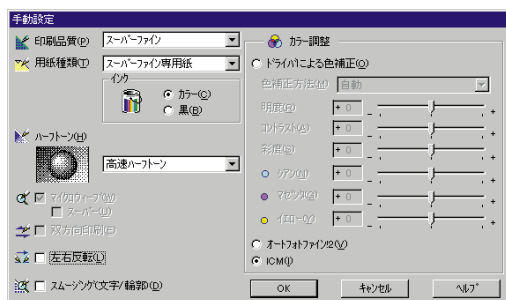 手動設定
印刷品質(P) スーパーファイン
用紙種類(T) スーパーファイン専用紙
インク
カラー(C)
黒(B)
ハーフトーン(H)
高速ハーフトーン
マイクロウィーブ(W)
スーパー(U)
双方向印刷(E)
左右反転(L)
スムージング(文字/輪郭)(D)
カラー調整
ドライバによる色補正(O)
色補正方法(M) 自動
明度(R) + 0 - +
コントラスト(A) + 0 - +
彩度(S) + 0 - +
シアン(N) + 0 - +
マゼンタ(G) + 0 - +
イエロー(Y) + 0 - +
オートフォトファイン!2(V)
ICM(I)
OK キャンセル ヘルプ